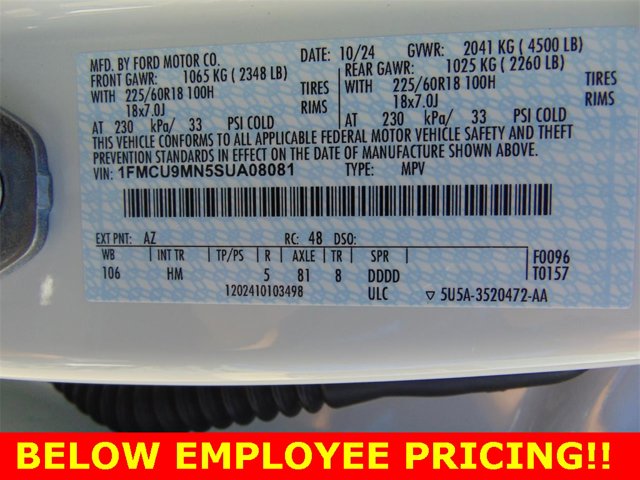 MFD. BY FORD MOTOR CO. DATE: 10/24 GVWR: 2041 KG ( 4500 LB)
FRONT GAWR: 1065 KG ( 2348 LB) REAR GAWR: 1025 KG ( 2260 LB)
WITH 225/60R18 100H TIRES WITH 225/60R18 100H TIRES
18x7.0J RIMS 18x7.0J RIMS
AT 230 kPa/ 33 PSI COLD AT 230 kPa/ 33 PSI COLD
THIS VEHICLE CONFORMS TO ALL APPLICABLE FEDERAL MOTOR VEHICLE SAFETY AND THEFT
PREVENTION STANDARDS IN EFFECT ON THE DATE OF MANUFACTURE SHOWN ABOVE.
VIN: 1FMCU9MN5SUA08081 TYPE: MPV
EXT PNT: AZ RC: 48 DSO:
WB INT TR TP/PS R AXLE TR SPR F0096
106 HM 5 81 8 DDDD T0157
1202410103498 ULC ▽ 5U5A-3520472-AA
BELOW EMPLOYEE PRICING!!